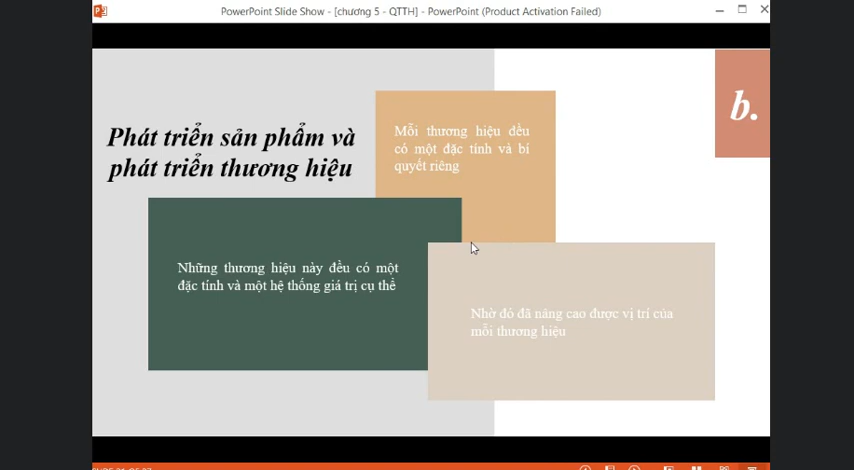 PowerPoint Slide Show - [chương 5 - QTTH] - PowerPoint (Product Activation Failed)
b.
Phát triển sản phẩm và
phát triển thương hiệu
Mỗi thương hiệu đều
có một đặc tính và bí
quyết riêng
Những thương hiệu này đều có một
đặc tính và một hệ thống giá trị cụ thể
Nhờ đó đã nâng cao được vị trí của
mỗi thương hiệu